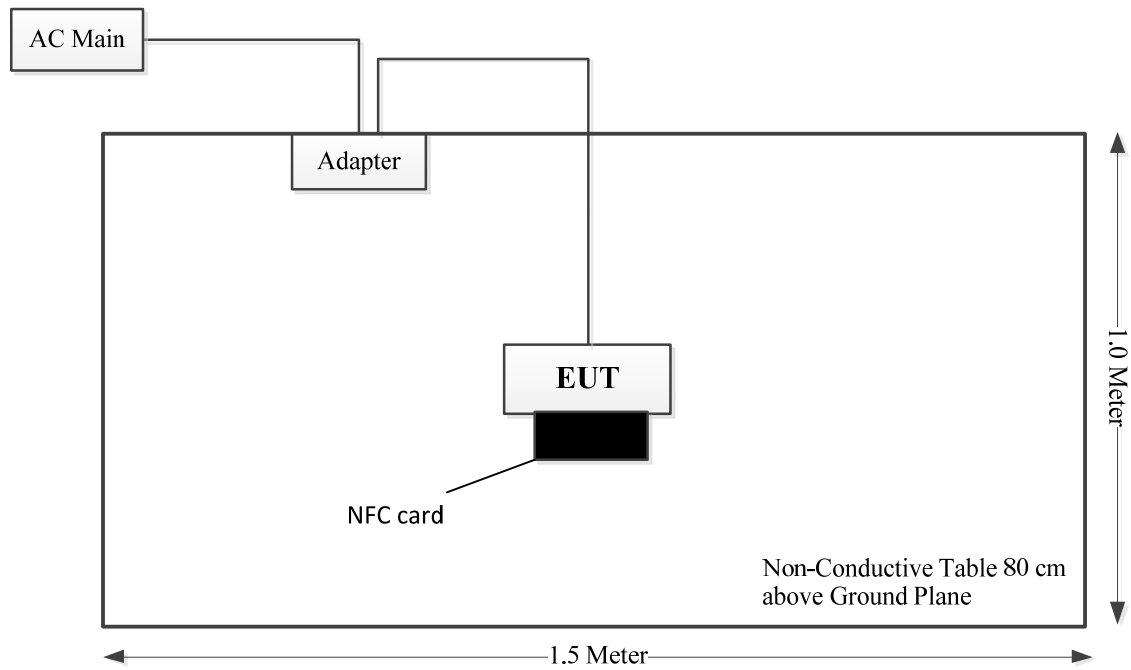 AC Main
Adapter
EUT
NFC card
Non-Conductive Table 80 cm
above Ground Plane
1.0 Meter
1.5 Meter